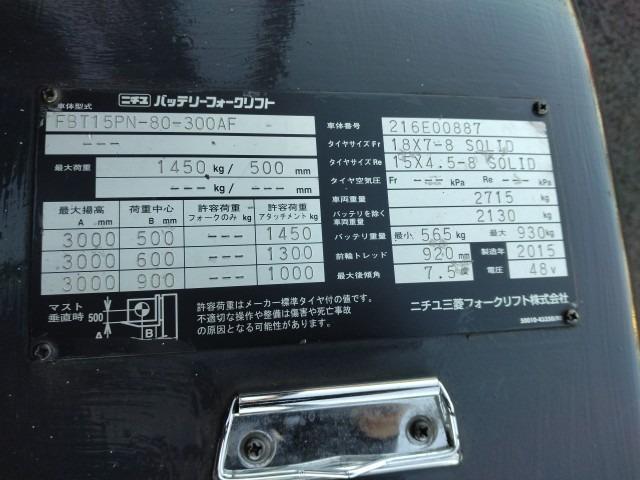 ニチユ バッテリーフォークリフト
車体型式
FBT15PN-80-300AF -
最大荷重 1450 kg/ 500 mm
--- kg/ --- mm
最大揚高 A mm 荷重中心 B mm 許容荷重 フォークのみ kg 許容荷重 アタッチメント kg
3000 500 --- 1450
3000 600 --- 1300
3000 900 --- 1000
マスト垂直時 500 A B
許容荷重はメーカー標準タイヤ付の値です。
不適切な操作や整備は傷害や死亡事故
の原因となる可能性があります。
車体番号 216E00887
タイヤサイズ Fr 18X7-8 SOLID
タイヤサイズ Re 15X4.5-8 SOLID
タイヤ空気圧 Fr --- kPa Re --- kPa
車両重量 2715 kg
バッテリを除く車両重量 2130 kg
バッテリ重量 最小 565 kg 最大 930 kg
前輪トレッド 920 mm 製造年 2015
最大後傾角 7.5 度 電圧 48 V
ニチユ三菱フォークリフト株式会社